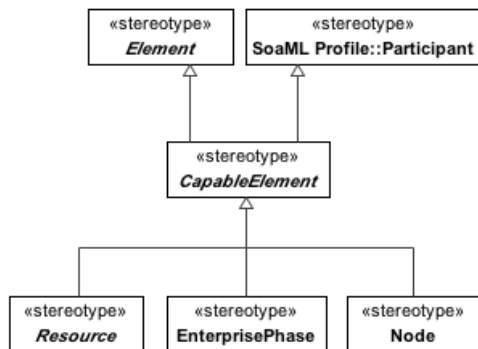 «stereotype»
Element
«stereotype»
SoaML Profile::Participant
«stereotype»
CapableElement
«stereotype»
Resource
«stereotype»
EnterprisePhase
«stereotype»
Node